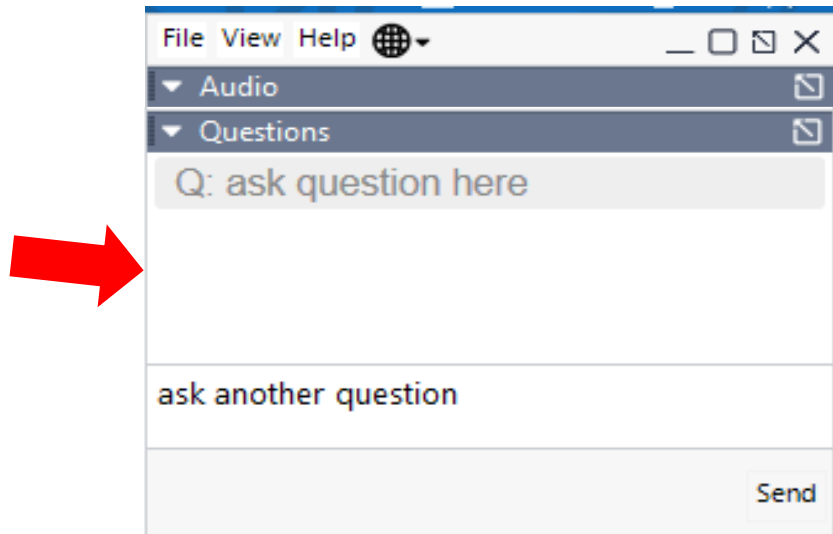 File View Help
Audio
Questions
Q: ask question here
ask another question
Send